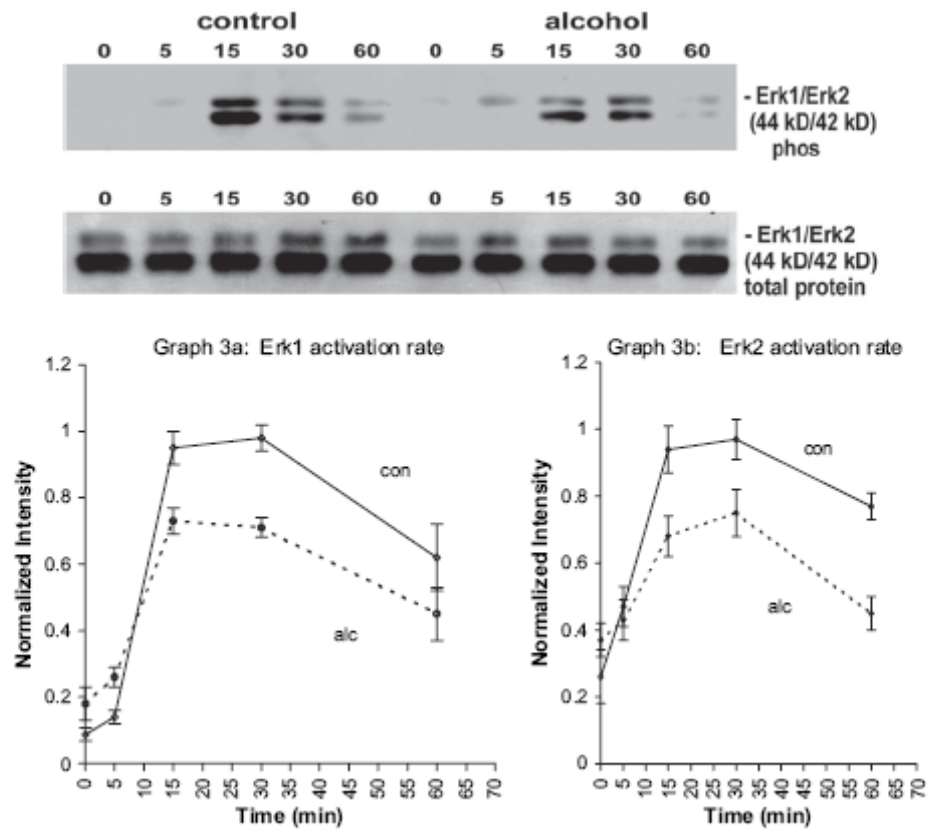 control alcohol
0 5 15 30 60 0 5 15 30 60
- Erk1/Erk2
(44 kD/42 kD)
phos
0 5 15 30 60 0 5 15 30 60
- Erk1/Erk2
(44 kD/42 kD)
total protein
Graph 3a: Erk1 activation rate
1.2
1
0.8
0.6
0.4
0.2
0
Normalized Intensity
con
alc
0 5 10 15 20 25 30 35 40 45 50 55 60 65 70
Time (min)
Graph 3b: Erk2 activation rate
1.2
1
0.8
0.6
0.4
0.2
0
Normalized Intensity
con
alc
0 5 10 15 20 25 30 35 40 45 50 55 60 65 70
Time (min)